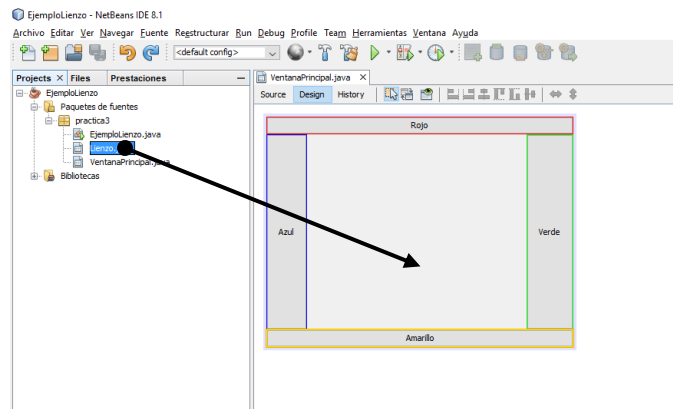 EjemploLienzo - NetBeans IDE 8.1
Archivo Editar Ver Navegar Fuente Reestructurar Run Debug Profile Team Herramientas Ventana Ayuda
<default config>
Projects Files Prestaciones
VentanaPrincipal.java
Source Design History
EjemploLienzo
Paquetes de fuentes
practica3
EjemploLienzo.java
Lienzo.
VentanaPrincipal.java
Bibliotecas
Rojo
Azul
Verde
Amarillo